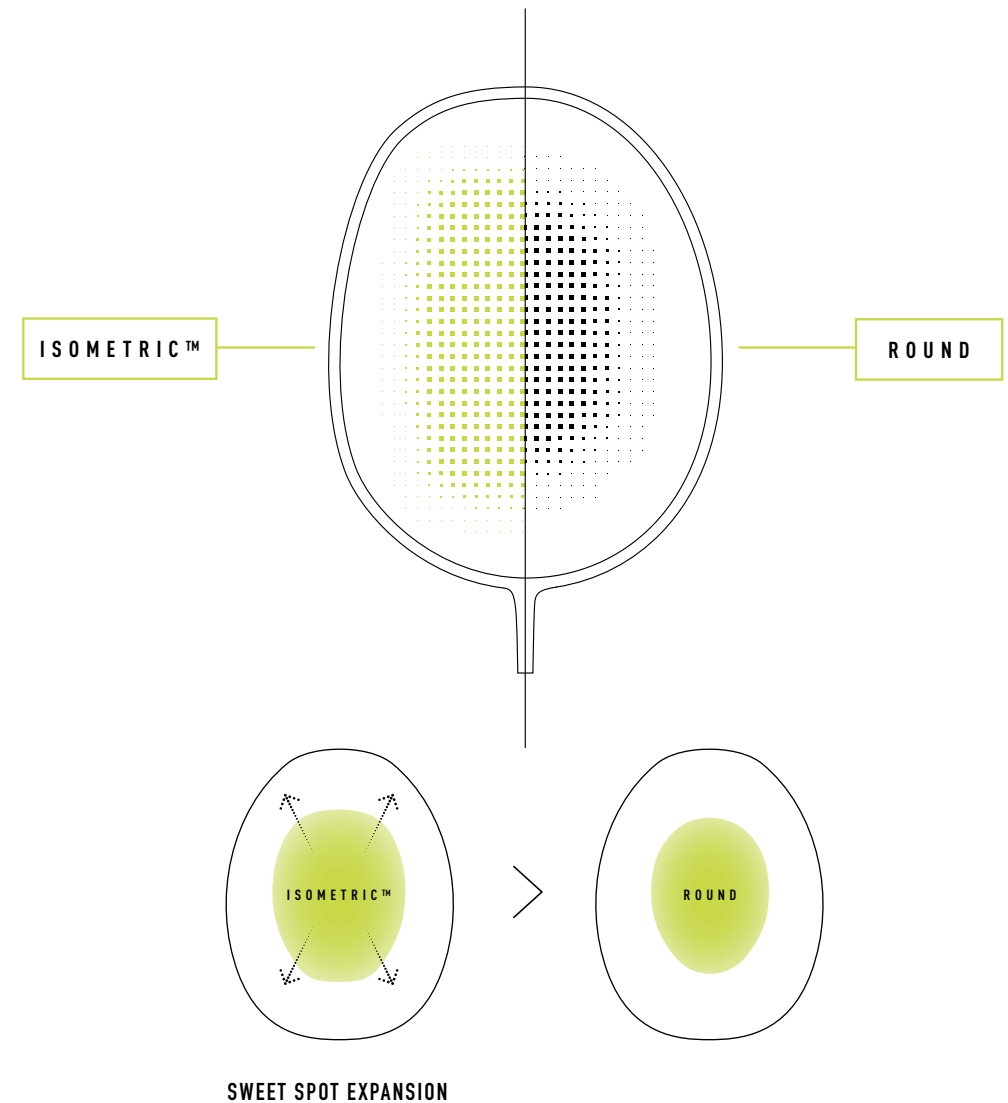 ISOMETRIC™
ROUND
ISOMETRIC™
>
ROUND
SWEET SPOT EXPANSION